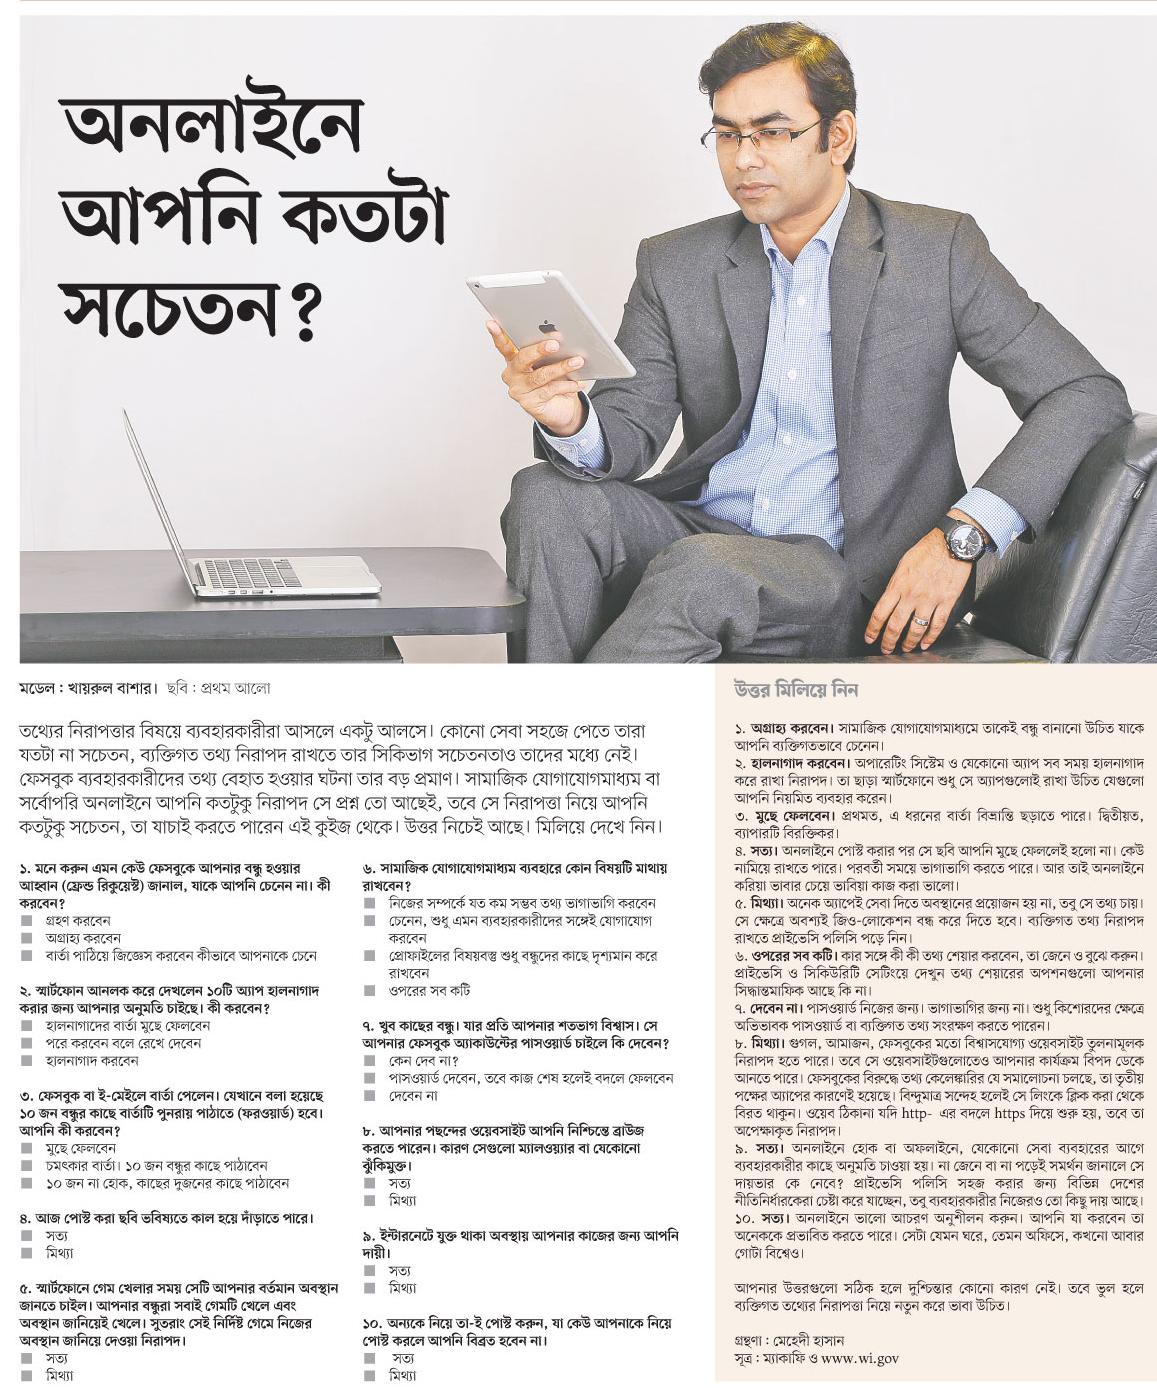 অনলাইনে
আপনি কতটা
সচেতন?
মডেল : খায়রুল বাশার। ছবি : প্রথম আলো
তথ্যের নিরাপত্তার বিষয়ে ব্যবহারকারীরা আসলে একটু আলসে। কোনো সেবা সহজে পেতে তারা
যতটা না সচেতন, ব্যক্তিগত তথ্য নিরাপদ রাখতে তার সিকিভাগ সচেতনতাও তাদের মধ্যে নেই।
ফেসবুক ব্যবহারকারীদের তথ্য বেহাত হওয়ার ঘটনা তার বড় প্রমাণ। সামাজিক যোগাযোগমাধ্যম বা
সর্বোপরি অনলাইনে আপনি কতটুকু নিরাপদ সে প্রশ্ন তো আছেই, তবে সে নিরাপত্তা নিয়ে আপনি
কতটুকু সচেতন, তা যাচাই করতে পারেন এই কুইজ থেকে। উত্তর নিচেই আছে। মিলিয়ে দেখে নিন।
১. মনে করুন এমন কেউ ফেসবুকে আপনার বন্ধু হওয়ার
আহ্বান (ফ্রেন্ড রিকুয়েস্ট) জানাল, যাকে আপনি চেনেন না। কী
করবেন?
গ্রহণ করবেন
অগ্রাহ্য করবেন
বার্তা পাঠিয়ে জিজ্ঞেস করবেন কীভাবে আপনাকে চেনে
২. স্মার্টফোন আনলক করে দেখলেন ১০টি অ্যাপ হালনাগাদ
করার জন্য আপনার অনুমতি চাইছে। কী করবেন?
হালনাগাদের বার্তা মুছে ফেলবেন
পরে করবেন বলে রেখে দেবেন
হালনাগাদ করবেন
৩. ফেসবুক বা ই-মেইলে বার্তা পেলেন। যেখানে বলা হয়েছে
১০ জন বন্ধুর কাছে বার্তাটি পুনরায় পাঠাতে (ফরওয়ার্ড) হবে।
আপনি কী করবেন?
মুছে ফেলবেন
চমৎকার বার্তা। ১০ জন বন্ধুর কাছে পাঠাবেন
১০ জন না হোক, কাছের দুজনের কাছে পাঠাবেন
৪. আজ পোস্ট করা ছবি ভবিষ্যতে কাল হয়ে দাঁড়াতে পারে।
সত্য
মিথ্যা
৫. স্মার্টফোনে গেম খেলার সময় সেটি আপনার বর্তমান অবস্থান
জানতে চাইল। আপনার বন্ধুরা সবাই গেমটি খেলে এবং
অবস্থান জানিয়েই খেলে। সুতরাং সেই নির্দিষ্ট গেমে নিজের
অবস্থান জানিয়ে দেওয়া নিরাপদ।
সত্য
মিথ্যা
৬. সামাজিক যোগাযোগমাধ্যম ব্যবহারে কোন বিষয়টি মাথায়
রাখবেন?
নিজের সম্পর্কে যত কম সম্ভব তথ্য ভাগাভাগি করবেন
চেনেন, শুধু এমন ব্যবহারকারীদের সঙ্গেই যোগাযোগ
করবেন
প্রোফাইলের বিষয়বস্তু শুধু বন্ধুদের কাছে দৃশ্যমান করে
রাখবেন
ওপরের সব কটি
৭. খুব কাছের বন্ধু। যার প্রতি আপনার শতভাগ বিশ্বাস। সে
আপনার ফেসবুক অ্যাকাউন্টের পাসওয়ার্ড চাইলে কি দেবেন?
কেন দেব না?
পাসওয়ার্ড দেবেন, তবে কাজ শেষ হলেই বদলে ফেলবেন
দেবেন না
৮. আপনার পছন্দের ওয়েবসাইট আপনি নিশ্চিন্তে ব্রাউজ
করতে পারেন। কারণ সেগুলো ম্যালওয়্যার বা যেকোনো
ঝুঁকিমুক্ত।
সত্য
মিথ্যা
৯. ইন্টারনেটে যুক্ত থাকা অবস্থায় আপনার কাজের জন্য আপনি
দায়ী।
সত্য
মিথ্যা
১০. অন্যকে নিয়ে তা-ই পোস্ট করুন, যা কেউ আপনাকে নিয়ে
পোস্ট করলে আপনি বিব্রত হবেন না।
সত্য
মিথ্যা
উত্তর মিলিয়ে নিন
১. অগ্রাহ্য করবেন। সামাজিক যোগাযোগমাধ্যমে তাকেই বন্ধু বানানো উচিত যাকে
আপনি ব্যক্তিগতভাবে চেনেন।
২. হালনাগাদ করবেন। অপারেটিং সিস্টেম ও যেকোনো অ্যাপ সব সময় হালনাগাদ
করে রাখা নিরাপদ। তা ছাড়া স্মার্টফোনে শুধু সে অ্যাপগুলোই রাখা উচিত যেগুলো
আপনি নিয়মিত ব্যবহার করেন।
৩. মুছে ফেলবেন। প্রথমত, এ ধরনের বার্তা বিভ্রান্তি ছড়াতে পারে। দ্বিতীয়ত,
ব্যাপারটি বিরক্তিকর।
৪. সত্য। অনলাইনে পোস্ট করার পর সে ছবি আপনি মুছে ফেললেই হলো না। কেউ
নামিয়ে রাখতে পারে। পরবর্তী সময়ে ভাগাভাগি করতে পারে। আর তাই অনলাইনে
করিয়া ভাবার চেয়ে ভাবিয়া কাজ করা ভালো।
৫. মিথ্যা। অনেক অ্যাপেই সেবা দিতে অবস্থানের প্রয়োজন হয় না, তবু সে তথ্য চায়।
সে ক্ষেত্রে অবশ্যই জিও-লোকেশন বন্ধ করে দিতে হবে। ব্যক্তিগত তথ্য নিরাপদ
রাখতে প্রাইভেসি পলিসি পড়ে নিন।
৬. ওপরের সব কটি। কার সঙ্গে কী কী তথ্য শেয়ার করবেন, তা জেনে ও বুঝে করুন।
প্রাইভেসি ও সিকিউরিটি সেটিংয়ে দেখুন তথ্য শেয়ারের অপশনগুলো আপনার
সিদ্ধান্তমাফিক আছে কি না।
৭. দেবেন না। পাসওয়ার্ড নিজের জন্য। ভাগাভাগির জন্য না। শুধু কিশোরদের ক্ষেত্রে
অভিভাবক পাসওয়ার্ড বা ব্যক্তিগত তথ্য সংরক্ষণ করতে পারেন।
৮. মিথ্যা। গুগল, আমাজন, ফেসবুকের মতো বিশ্বাসযোগ্য ওয়েবসাইট তুলনামূলক
নিরাপদ হতে পারে। তবে সে ওয়েবসাইটগুলোতেও আপনার কার্যক্রম বিপদ ডেকে
আনতে পারে। ফেসবুকের বিরুদ্ধে তথ্য কেলেঙ্কারির যে সমালোচনা চলছে, তা তৃতীয়
পক্ষের অ্যাপের কারণেই হয়েছে। বিন্দুমাত্র সন্দেহ হলেই সে লিংকে ক্লিক করা থেকে
বিরত থাকুন। ওয়েব ঠিকানা যদি http- এর বদলে https দিয়ে শুরু হয়, তবে তা
অপেক্ষাকৃত নিরাপদ।
৯. সত্য। অনলাইনে হোক বা অফলাইনে, যেকোনো সেবা ব্যবহারের আগে
ব্যবহারকারীর কাছে অনুমতি চাওয়া হয়। না জেনে বা না পড়েই সমর্থন জানালে সে
দায়ভার কে নেবে? প্রাইভেসি পলিসি সহজ করার জন্য বিভিন্ন দেশের
নীতিনির্ধারকেরা চেষ্টা করে যাচ্ছেন, তবু ব্যবহারকারীর নিজেরও তো কিছু দায় আছে।
১০. সত্য। অনলাইনে ভালো আচরণ অনুশীলন করুন। আপনি যা করবেন তা
অনেককে প্রভাবিত করতে পারে। সেটা যেমন ঘরে, তেমন অফিসে, কখনো আবার
গোটা বিশ্বেও।
আপনার উত্তরগুলো সঠিক হলে দুশ্চিন্তার কোনো কারণ নেই। তবে ভুল হলে
ব্যক্তিগত তথ্যের নিরাপত্তা নিয়ে নতুন করে ভাবা উচিত।
গ্রন্থণা : মেহেদী হাসান
সূত্র : ম্যাকাফি ও www.wi.gov